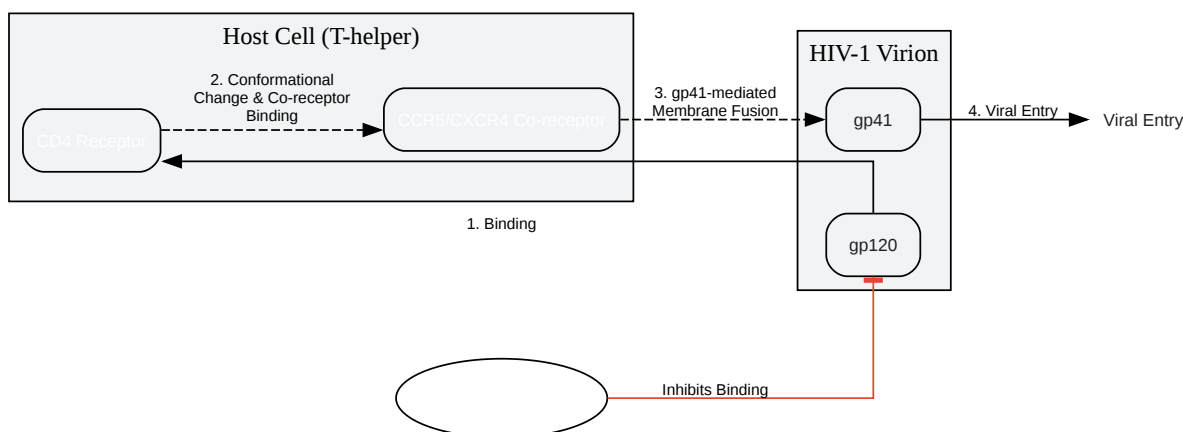 Host Cell (T-helper)
HIV-1 Virion
2. Conformational
Change & Co-receptor
Binding
3. gp41-mediated
Membrane Fusion
CD4 Receptor
CCR5/CXCR4 Co-receptor
gp41
4. Viral Entry
Viral Entry
1. Binding
gp120
Inhibits Binding